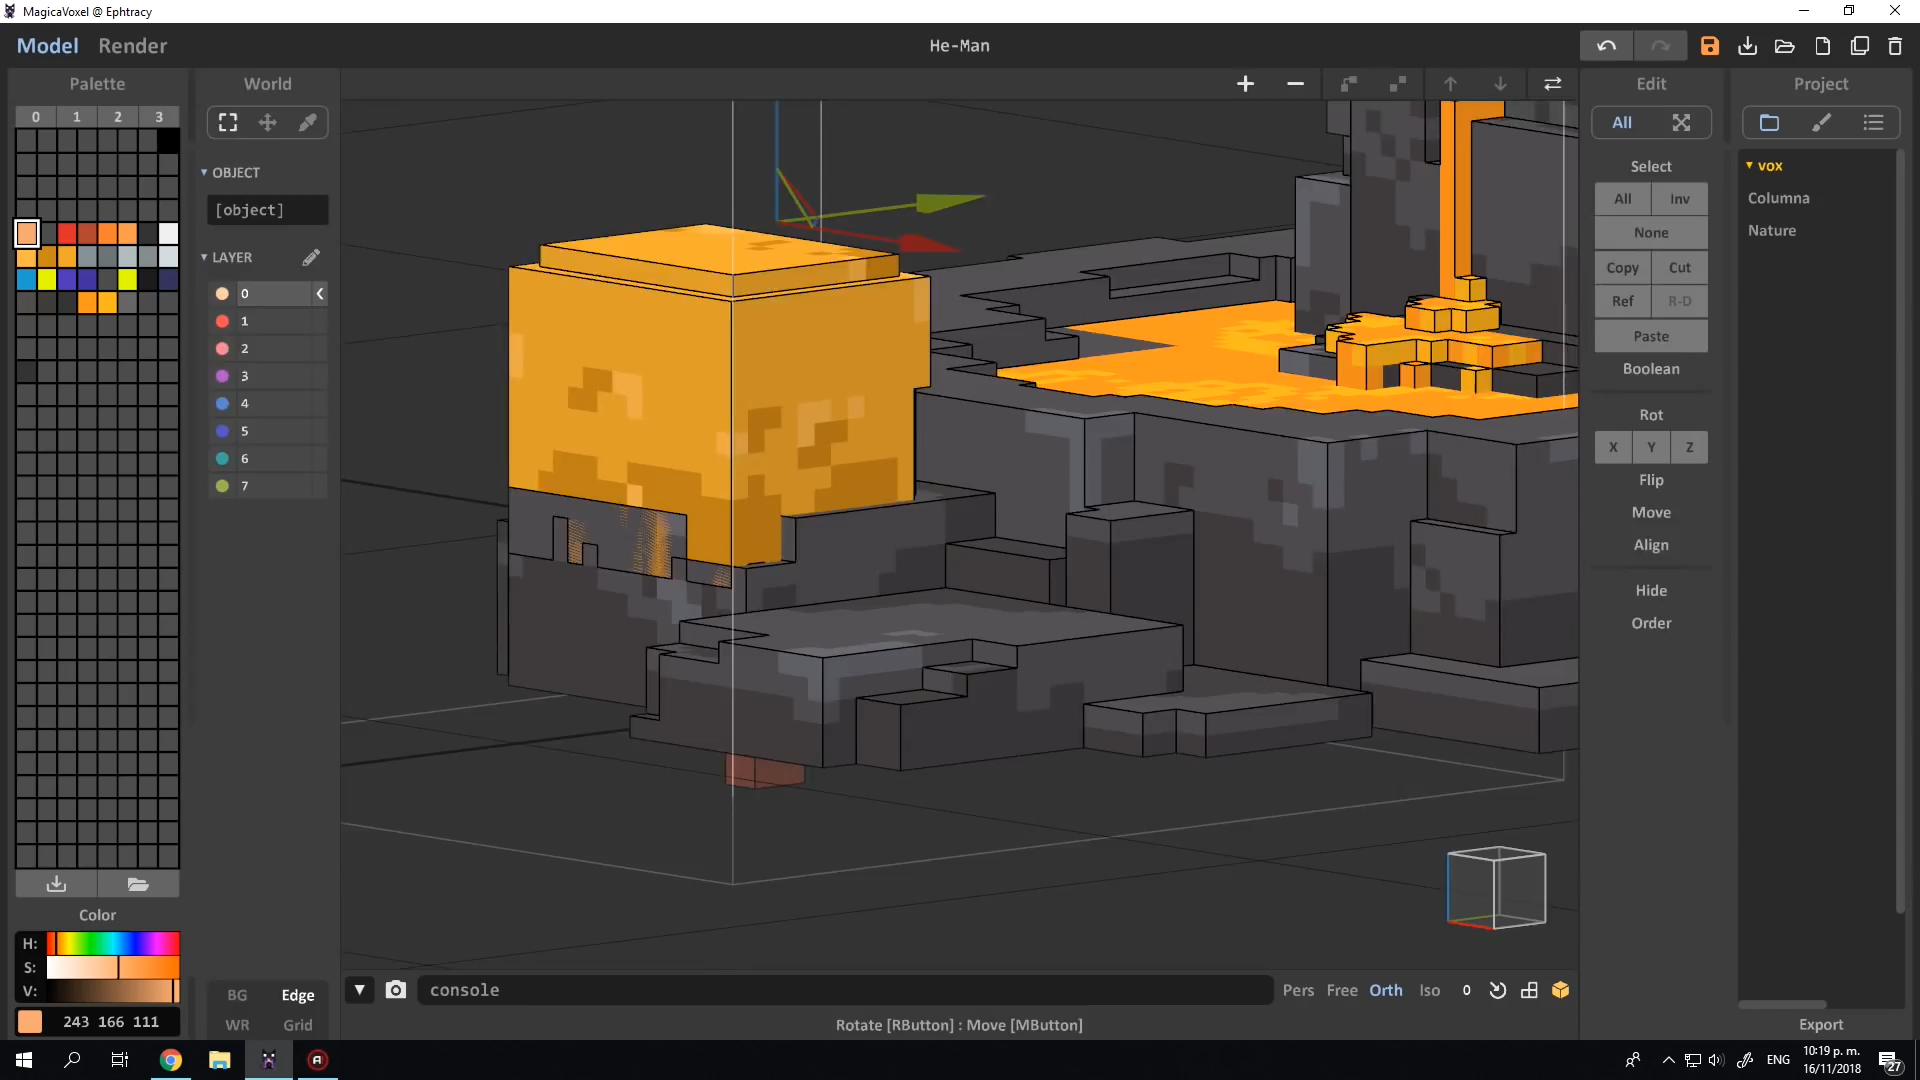 MagicaVoxel @ Ephtracy
Model Render
He-Man
Palette
World
Edit
Project
0 1 2 3
OBJECT
[object]
LAYER
0
1
2
3
4
5
6
7
All
Select
All Inv
None
Copy Cut
Ref R-D
Paste
Boolean
Rot
X Y Z
Flip
Move
Align
Hide
Order
vox
Columna
Nature
Color
H:
S:
V:
243 166 111
BG Edge
WR Grid
console
Pers Free Orth Iso 0
Rotate [RButton] : Move [MButton]
Export
ENG
10:19 p. m.
16/11/2018
27